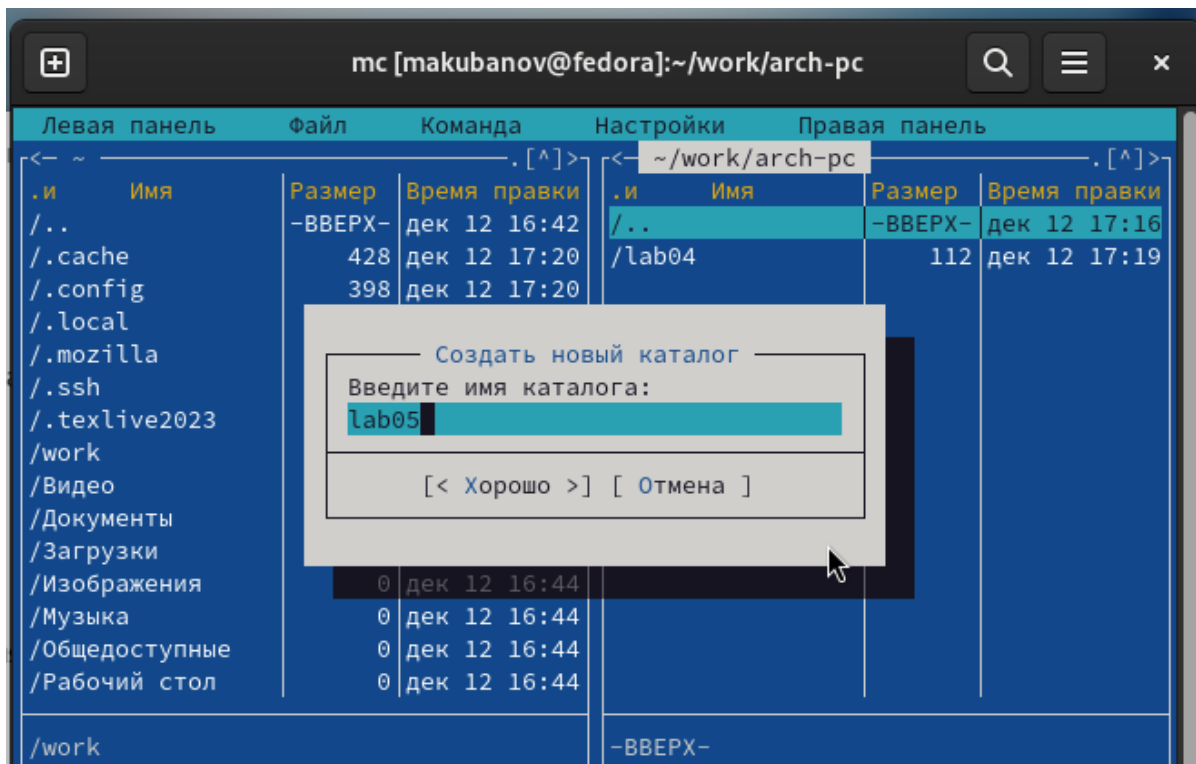 mc [makubanov@fedora]:~/work/arch-pc
Левая панель Файл Команда Настройки Правая панель
<— ~ .[^]> <— ~/work/arch-pc .[^]>
.и Имя Размер Время правки .и Имя Размер Время правки
/.. -ВВЕРХ- дек 12 16:42 /.. -ВВЕРХ- дек 12 17:16
/.cache 428 дек 12 17:20 /lab04 112 дек 12 17:19
/.config 398 дек 12 17:20
/.local
/.mozilla Создать новый каталог
/.ssh Введите имя каталога:
/.texlive2023 lab05
/work
/Видео [< Хорошо >] [ Отмена ]
/Документы
/Загрузки
/Изображения 0 дек 12 16:44
/Музыка 0 дек 12 16:44
/Общедоступные 0 дек 12 16:44
/Рабочий стол 0 дек 12 16:44
/work -ВВЕРХ-